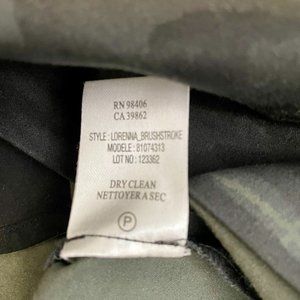 RN 98406
CA 39862
STYLE : LORENNA_BRUSHSTROKE
MODELE : 81074313
LOT NO : 123362
DRY CLEAN
NETTOYER A SEC
P